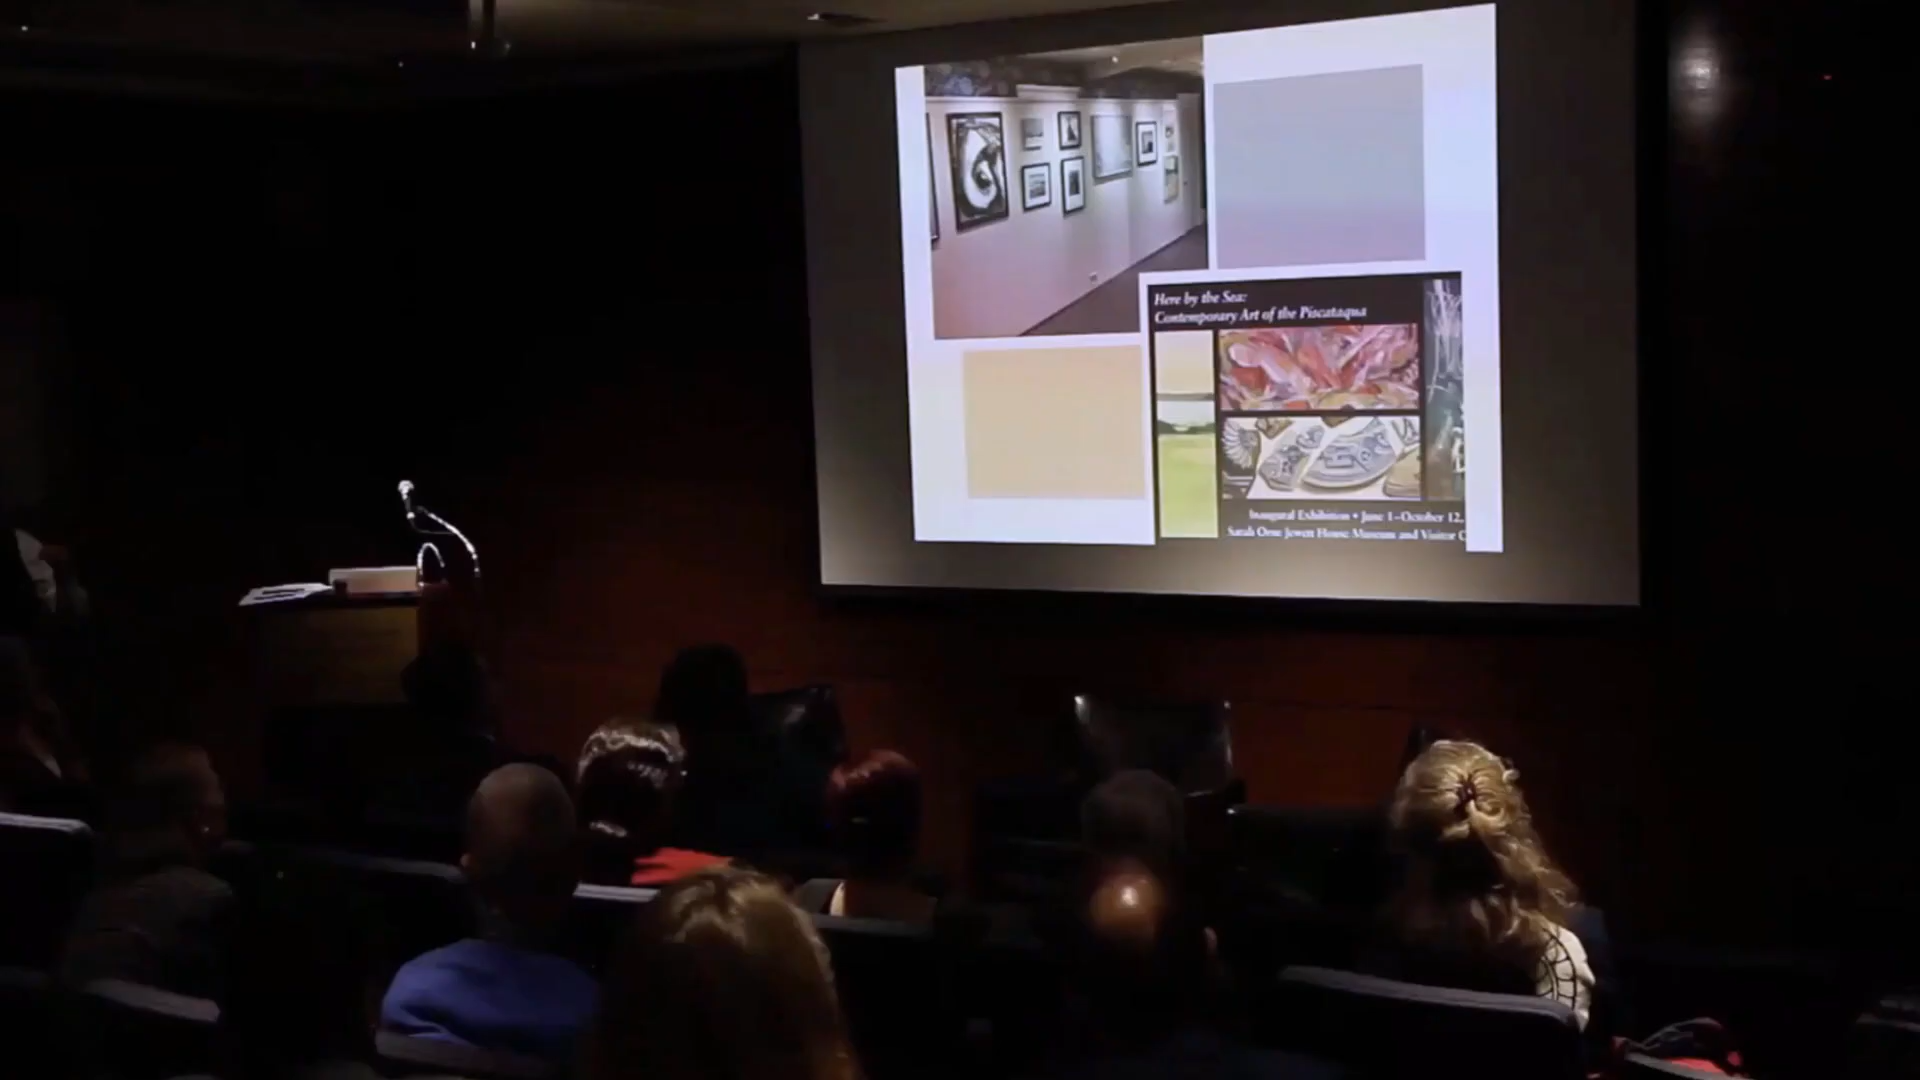 Here by the Sea:
Contemporary Art of the Piscataqua
Inaugural Exhibition • June 1–October 12,
Sarah Orne Jewett House Museum and Visitor C